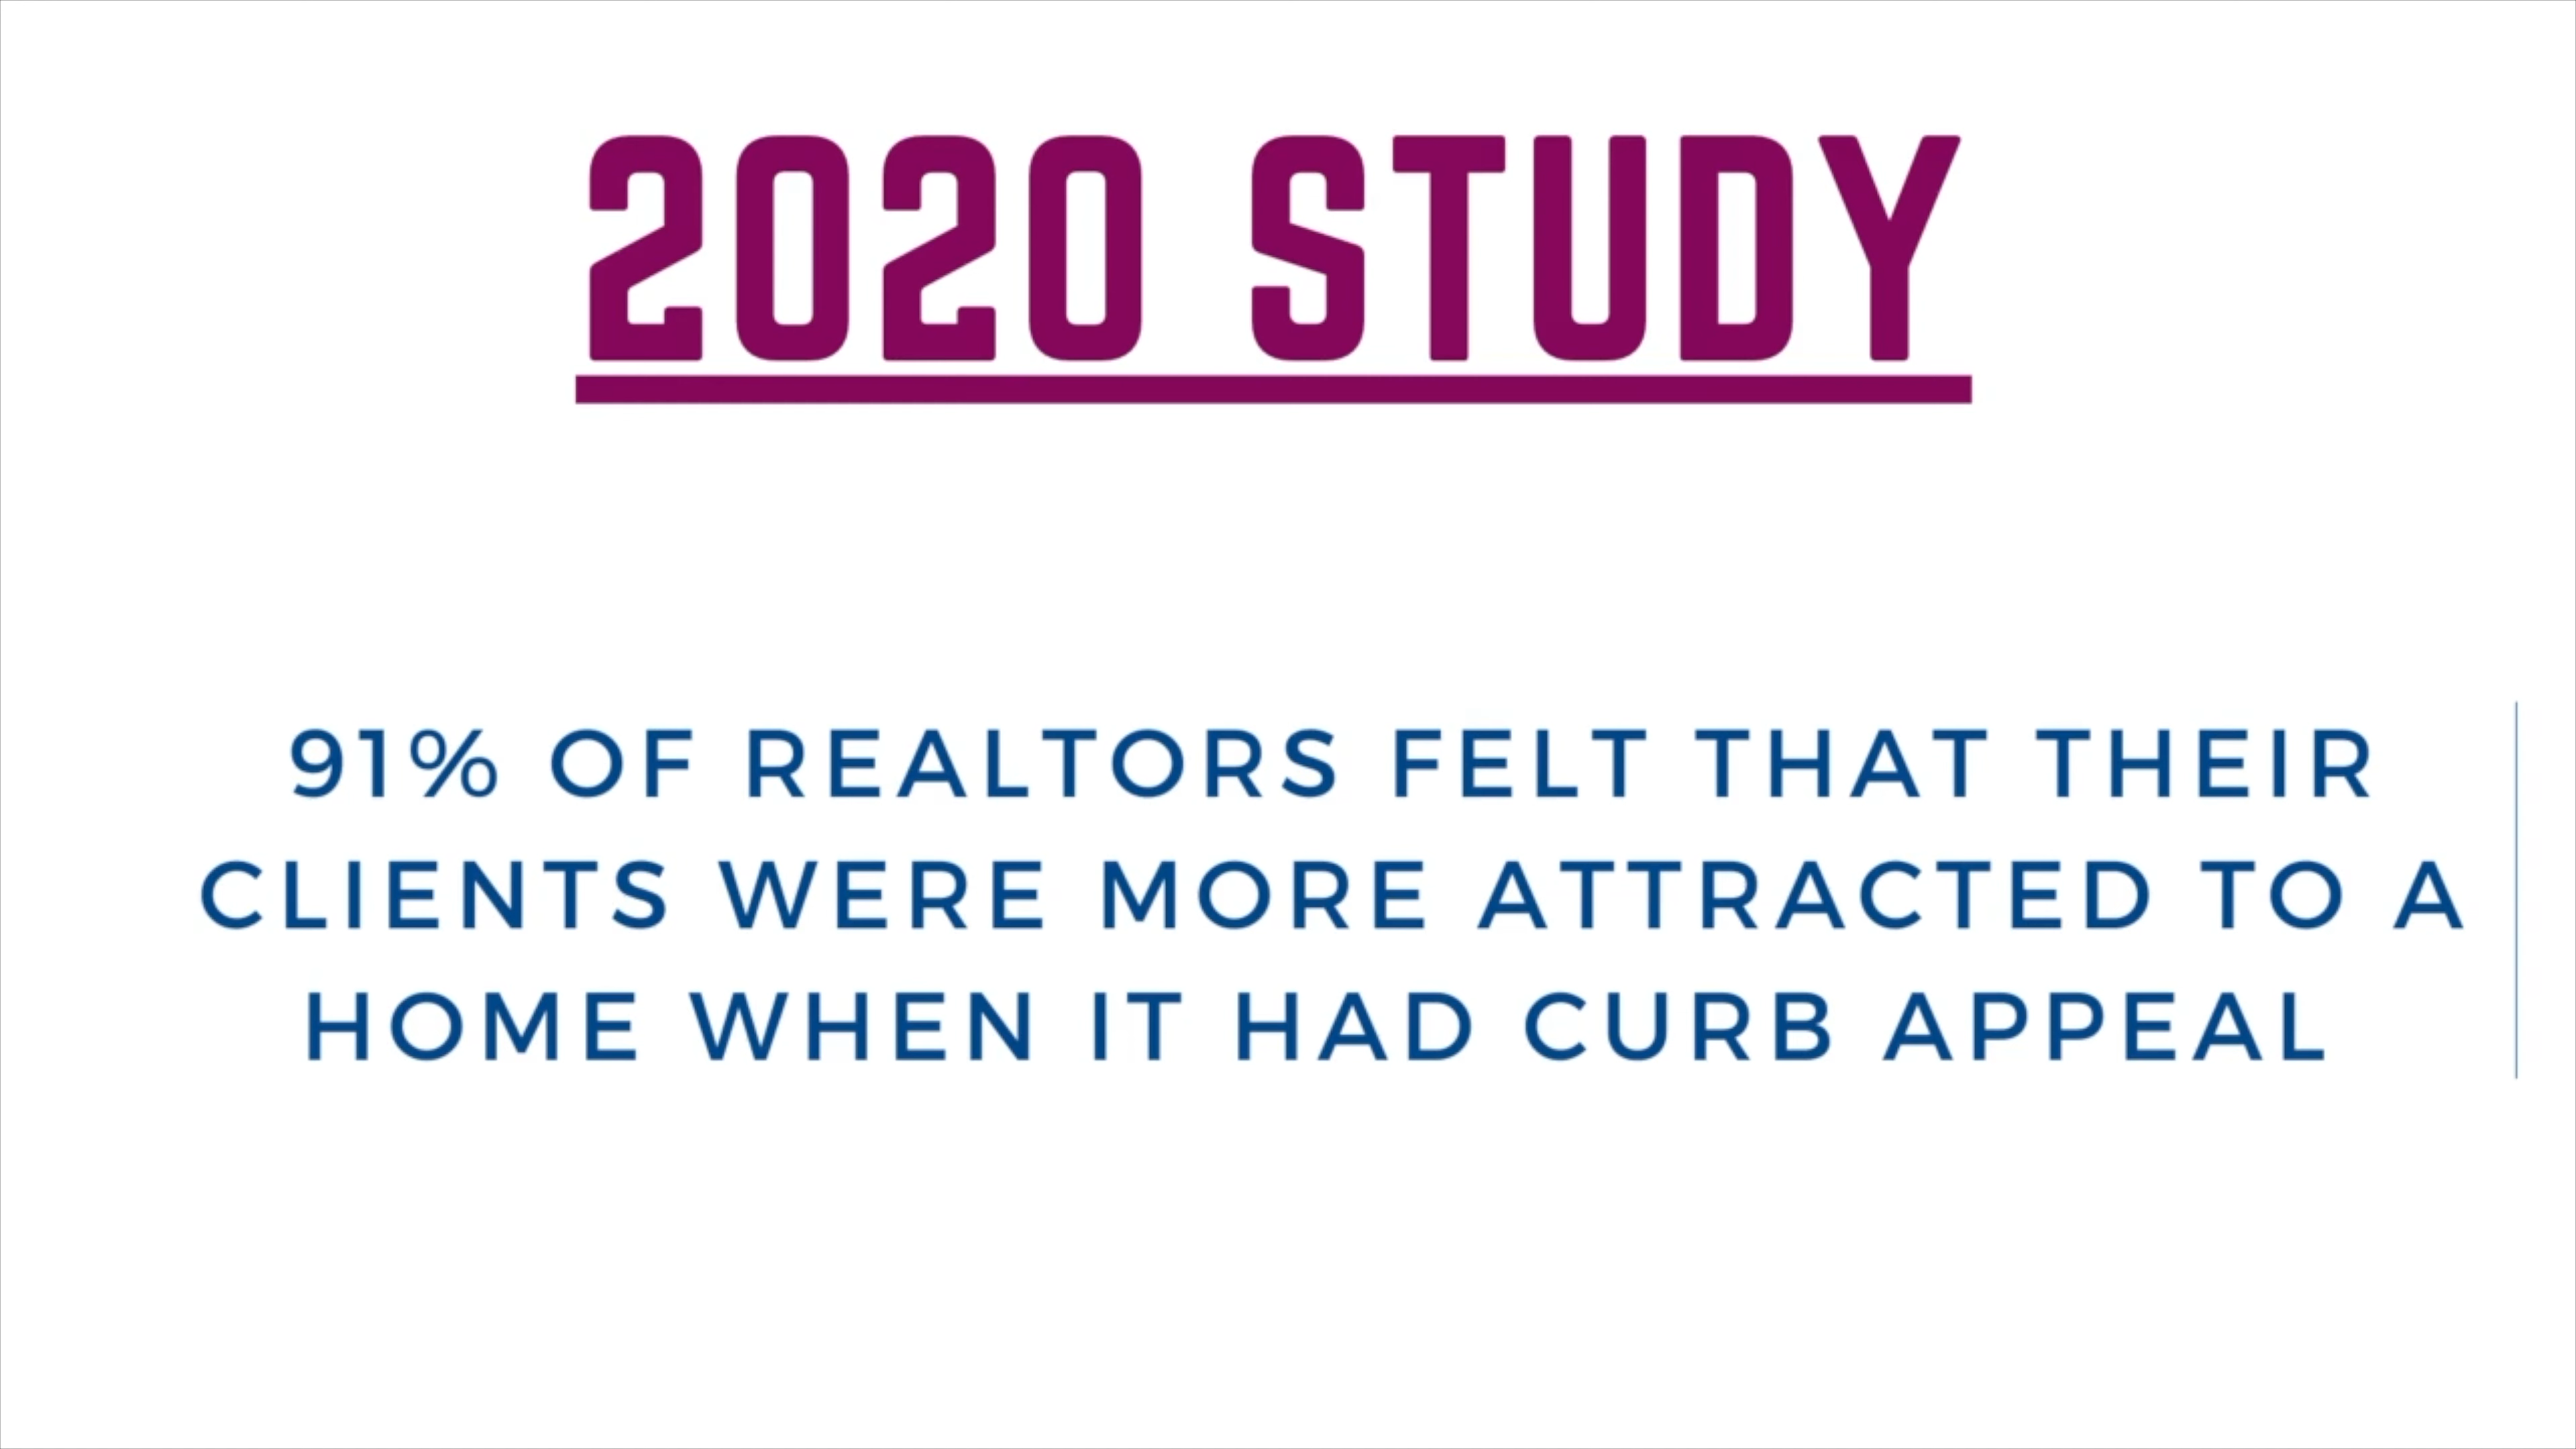 2020 STUDY
91% OF REALTORS FELT THAT THEIR
CLIENTS WERE MORE ATTRACTED TO A
HOME WHEN IT HAD CURB APPEAL